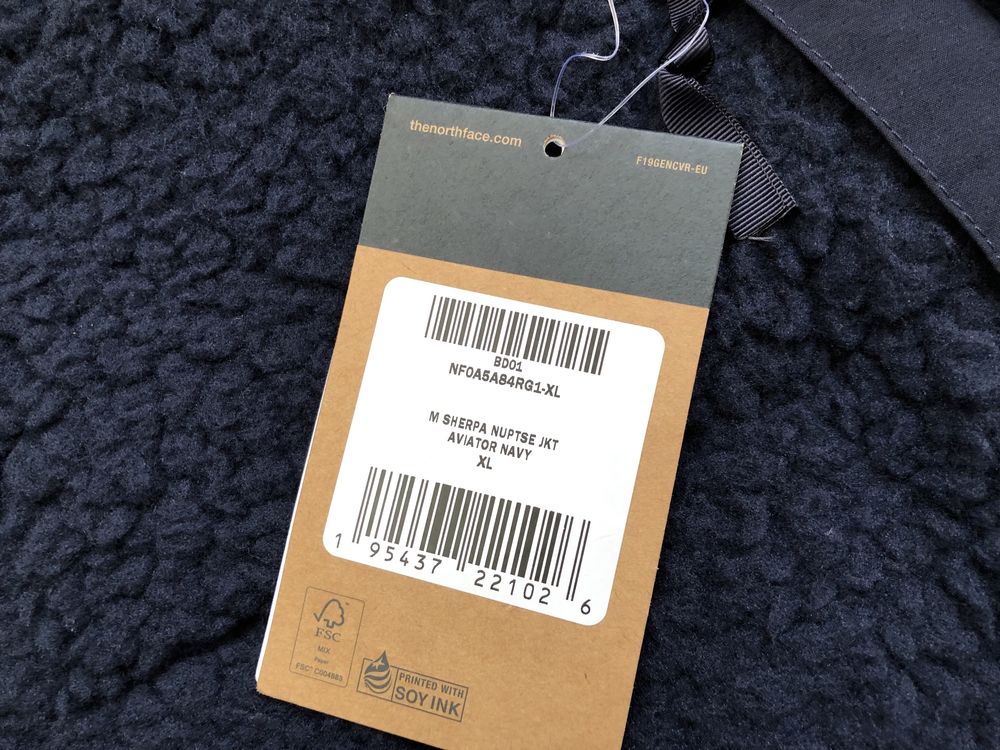 thenorthface.com
F19GENCVR-EU
BD01
NF0A5A84RG1-XL
M SHERPA NUPTSE JKT
AVIATOR NAVY
XL
1 95437 22102 6
FSC
MIX
Paper
FSC® C004883
PRINTED WITH
SOY INK